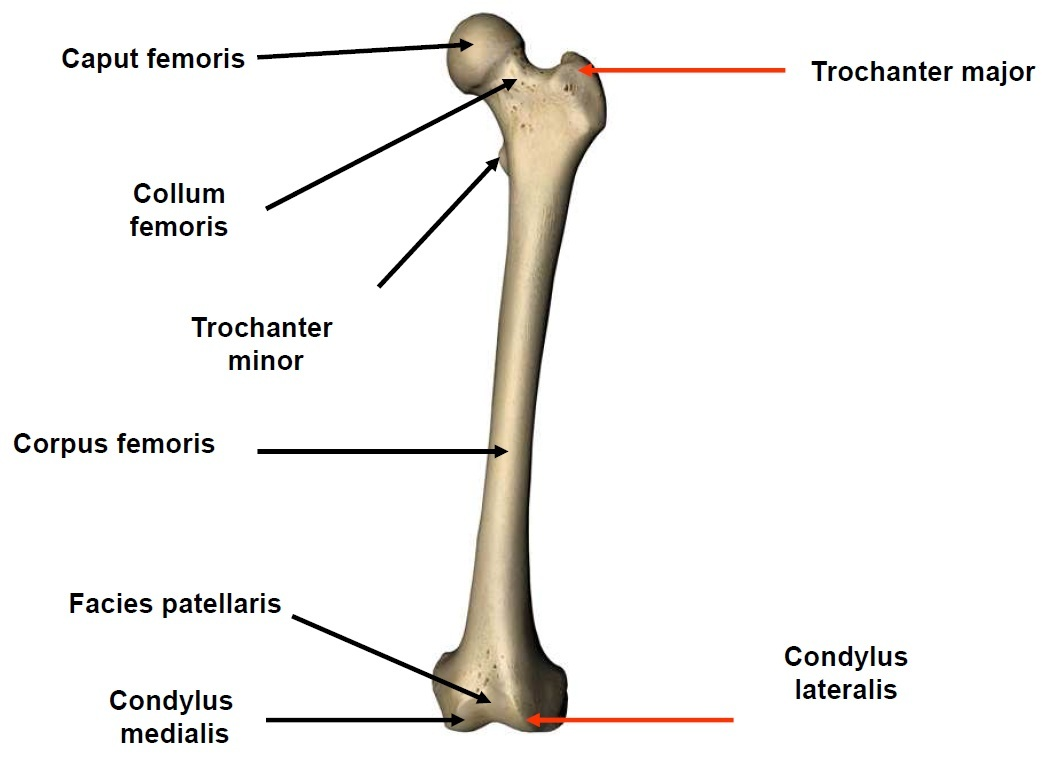 Caput femoris
Trochanter major
Collum
femoris
Trochanter
minor
Corpus femoris
Facies patellaris
Condylus
lateralis
Condylus
medialis